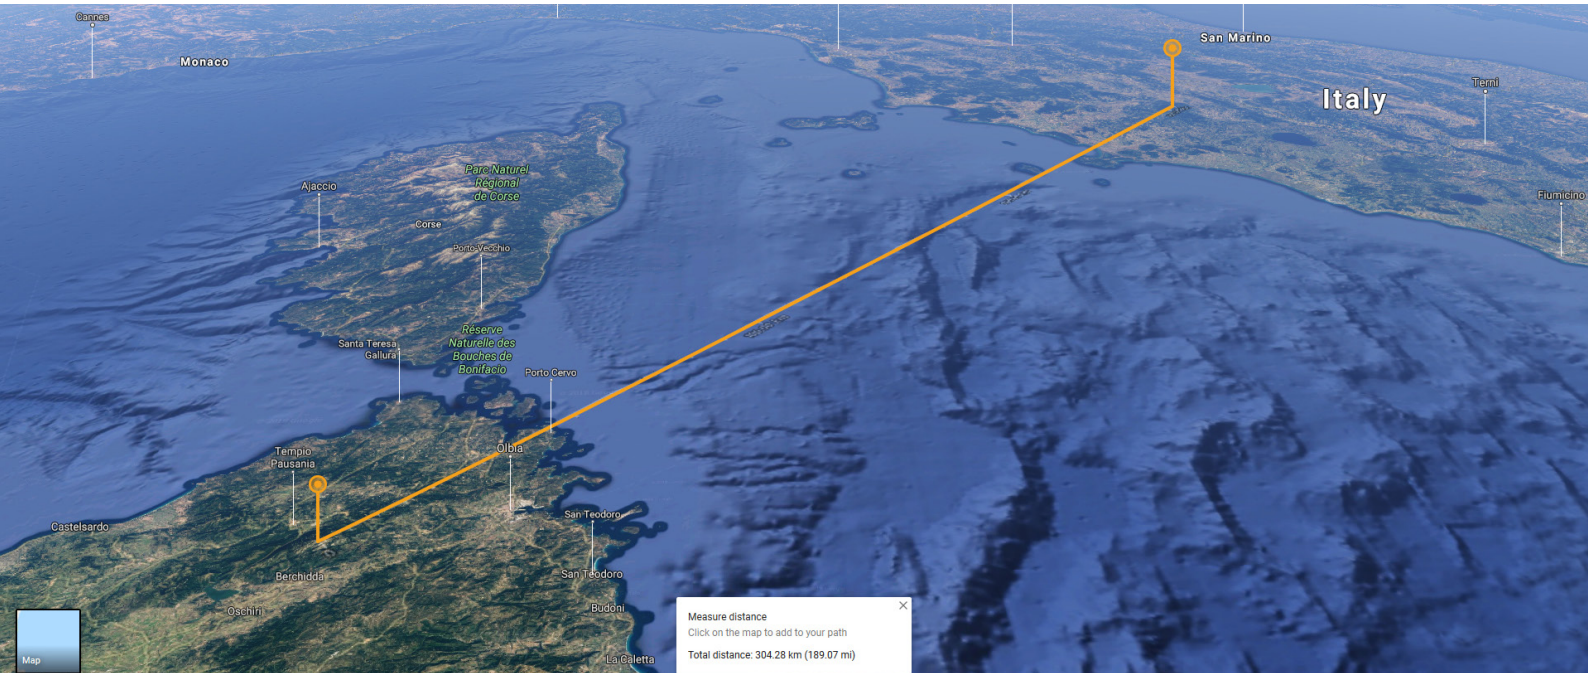 Cannes
Monaco
San Marino
Terni
Italy
Parc Naturel
Régional
de Corse
Ajaccio
Fiumicino
Corse
Porto-Vecchio
Réserve
Naturelle des
Bouches de
Bonifacio
Santa Teresa
Gallura
Porto Cervo
Olbia
Tempio
Pausania
San Teodoro
Castelsardo
Berchidda
San Teodoro
Oschiri
Budoni
La Caletta
Measure distance
Click on the map to add to your path
Total distance: 304.28 km (189.07 mi)
Map